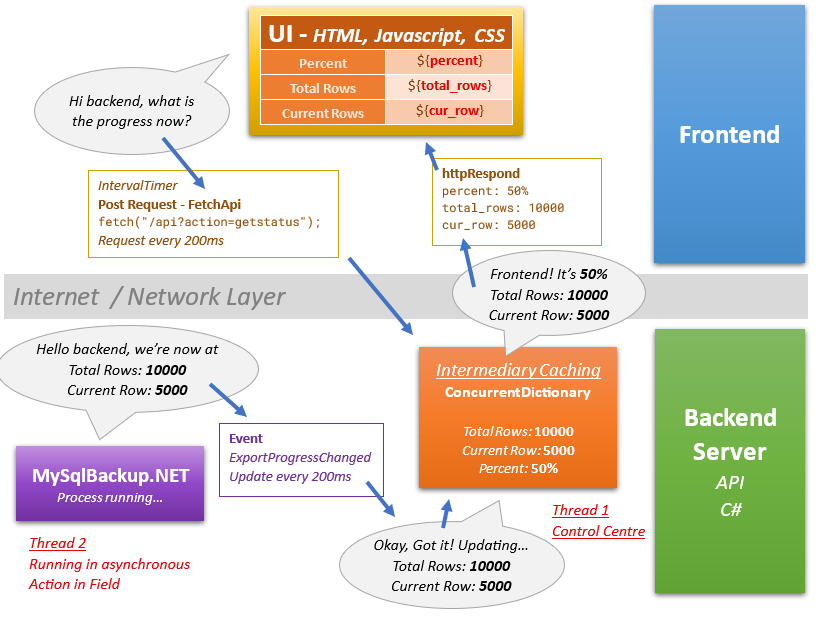 UI - HTML, Javascript, CSS
Percent ${percent}
Total Rows ${total_rows}
Current Rows ${cur_row}
Hi backend, what is
the progress now?
Frontend
IntervalTimer
Post Request - FetchApi
fetch("/api?action=getstatus");
Request every 200ms
httpRespond
percent: 50%
total_rows: 10000
cur_row: 5000
Internet / Network Layer
Frontend! It's 50%
Total Rows: 10000
Current Row: 5000
Hello backend, we're now at
Total Rows: 10000
Current Row: 5000
Intermediary Caching
ConcurrentDictionary
Total Rows: 10000
Current Row: 5000
Percent: 50%
Backend
Server
API
C#
Event
ExportProgressChanged
Update every 200ms
MySqlBackup.NET
Process running...
Thread 2
Running in asynchronous
Action in Field
Okay, Got it! Updating...
Total Rows: 10000
Current Row: 5000
Thread 1
Control Centre